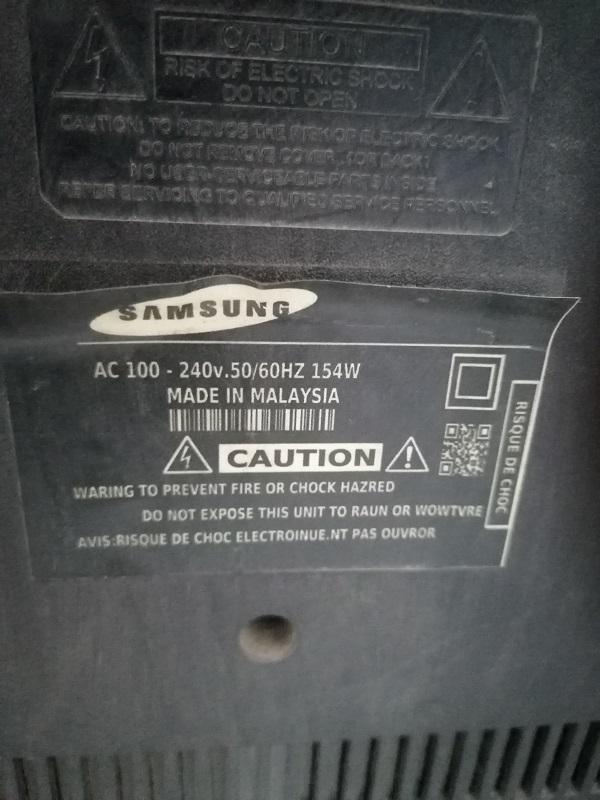 CAUTION
RISK OF ELECTRIC SHOCK
DO NOT OPEN
CAUTION: TO REDUCE THE RISK OF ELECTRIC SHOCK
DO NOT REMOVE COVER (OR BACK)
NO USER-SERVICEABLE PARTS INSIDE
SERVICING TO QUALIFIED SERVICE PERSONNEL
SAMSUNG
AC 100 - 240v.50/60HZ 154W
MADE IN MALAYSIA
CAUTION
RISQUE DE CHOC
WARING TO PREVENT FIRE OR CHOCK HAZRED
DO NOT EXPOSE THIS UNIT TO RAUN OR WOWTVRE
AVIS:RISQUE DE CHOC ELECTROINUE.NT PAS OUVROR